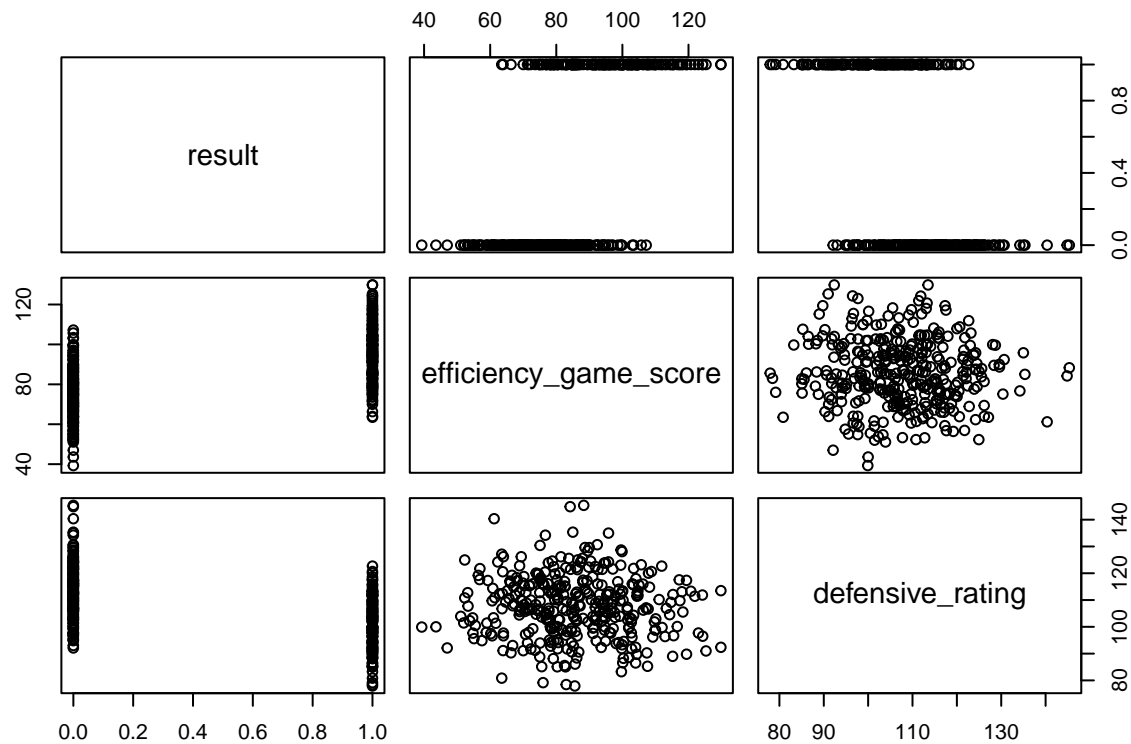 40 60 80 100 120
result
0.0 0.4 0.8
40 80 120
efficiency_game_score
defensive_rating
80 100 120 140
0.0 0.2 0.4 0.6 0.8 1.0
80 90 110 130